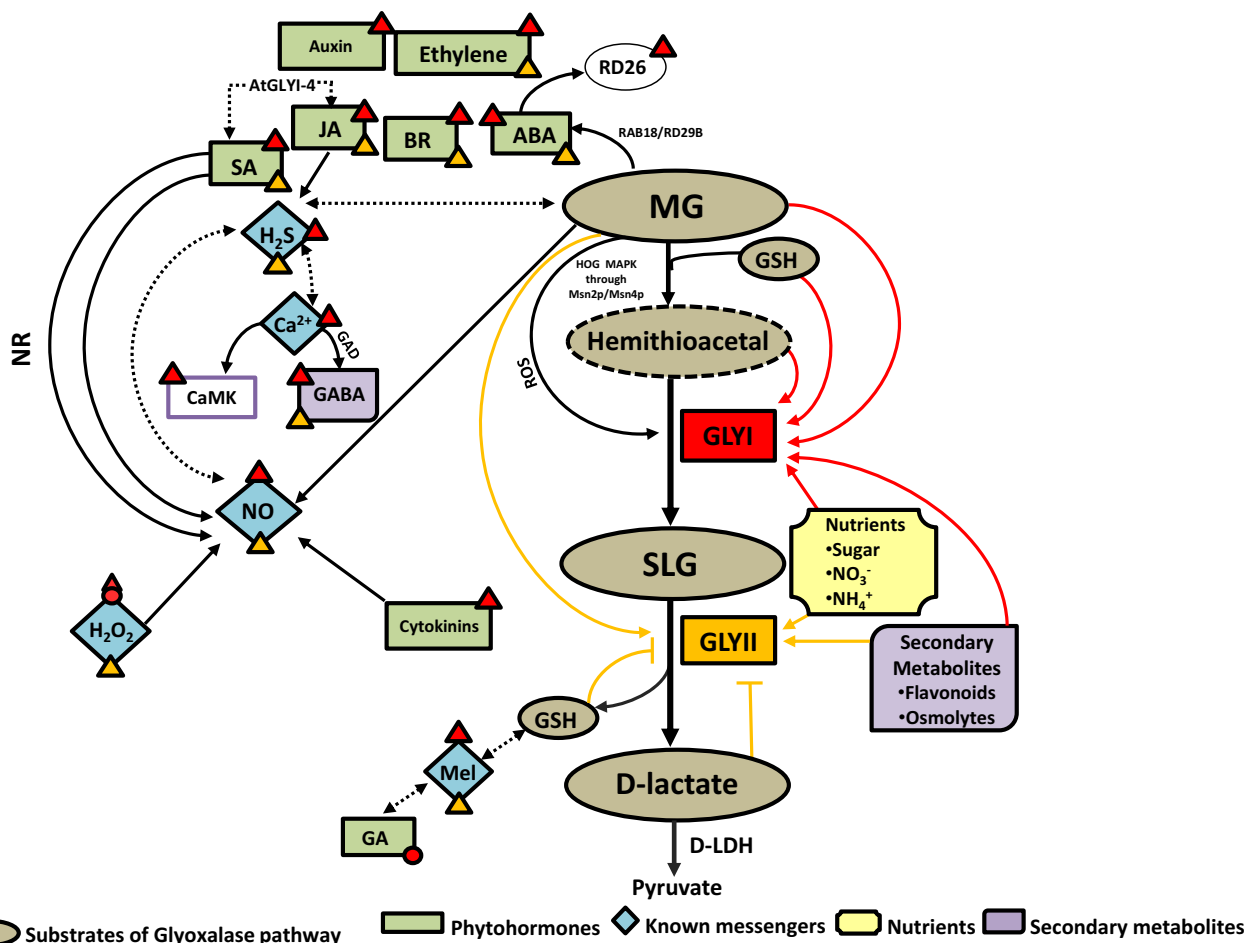 Auxin
Ethylene
RD26
AtGLYI-4
JA
BR
ABA
RAB18/RD29B
SA
MG
H₂S
HOG MAPK
through
Msn2p/Msn4p
GSH
Ca²⁺
GAD
NR
Hemithioacetal
CaMK
GABA
ROS
GLYI
NO
Nutrients
•Sugar
•NO₃⁻
•NH₄⁺
SLG
H₂O₂
Cytokinins
GLYII
Secondary
Metabolites
•Flavonoids
•Osmolytes
GSH
Mel
D-lactate
GA
D-LDH
Pyruvate
Substrates of Glyoxalase pathway
Phytohormones
Known messengers
Nutrients
Secondary metabolites